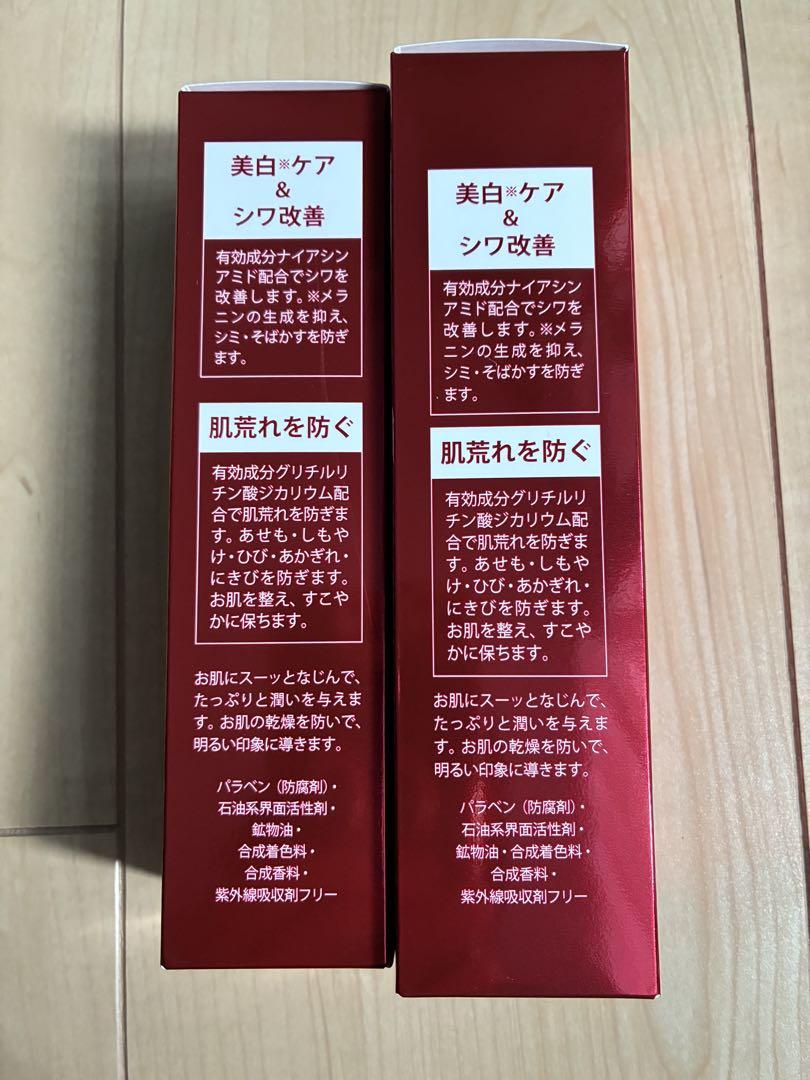 美白※ケア
&
シワ改善
有効成分ナイアシン
アミド配合でシワを
改善します。※メラ
ニンの生成を抑え、
シミ・そばかすを防ぎ
ます。
肌荒れを防ぐ
有効成分グリチルリ
チン酸ジカリウム配
合で肌荒れを防ぎま
す。あせも・しもや
け・ひび・あかぎれ・
にきびを防ぎます。
お肌を整え、すこや
かに保ちます。
お肌にスーッとなじんで、
たっぷりと潤いを与えま
す。お肌の乾燥を防いで、
明るい印象に導きます。
パラベン（防腐剤）・
石油系界面活性剤・
鉱物油・
合成着色料・
合成香料・
紫外線吸収剤フリー
美白※ケア
&
シワ改善
有効成分ナイアシン
アミド配合でシワを
改善します。※メラ
ニンの生成を抑え、
シミ・そばかすを防ぎ
ます。
肌荒れを防ぐ
有効成分グリチルリ
チン酸ジカリウム配
合で肌荒れを防ぎま
す。あせも・しもや
け・ひび・あかぎれ・
にきびを防ぎます。
お肌を整え、すこや
かに保ちます。
お肌にスーッとなじんで、
たっぷりと潤いを与えま
す。お肌の乾燥を防いで、
明るい印象に導きます。
パラベン（防腐剤）・
石油系界面活性剤・
鉱物油・合成着色料・
合成香料・
紫外線吸収剤フリー